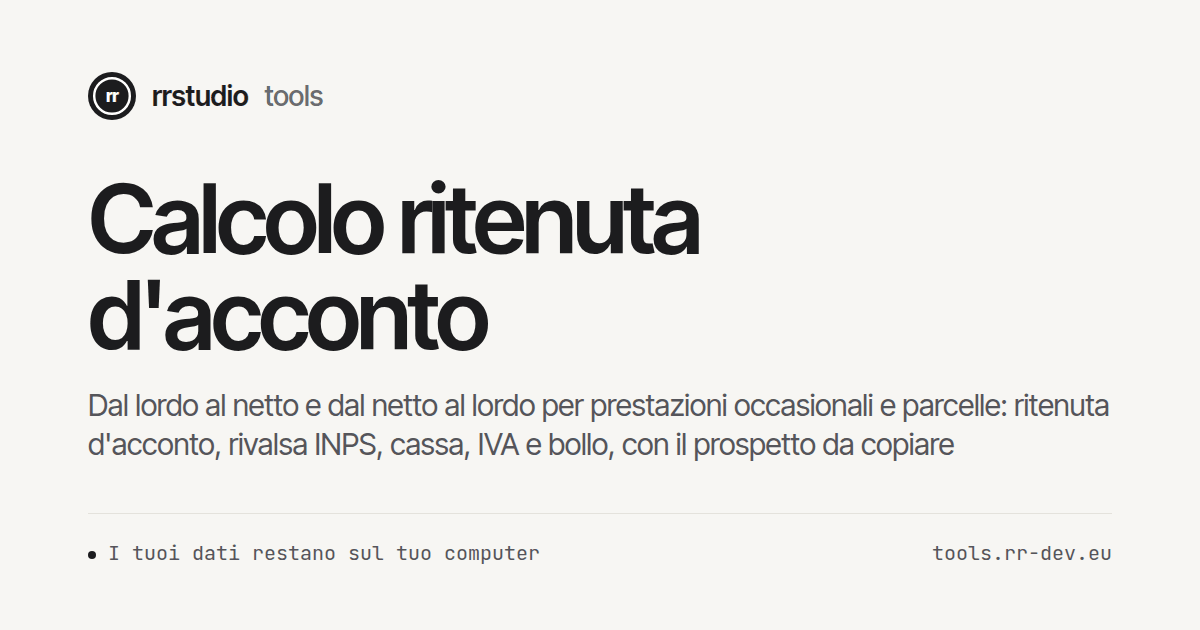 rr rrstudio tools
Calcolo ritenuta
d'acconto
Dal lordo al netto e dal netto al lordo per prestazioni occasionali e parcelle: ritenuta
d'acconto, rivalsa INPS, cassa, IVA e bollo, con il prospetto da copiare
I tuoi dati restano sul tuo computer
tools.rr-dev.eu